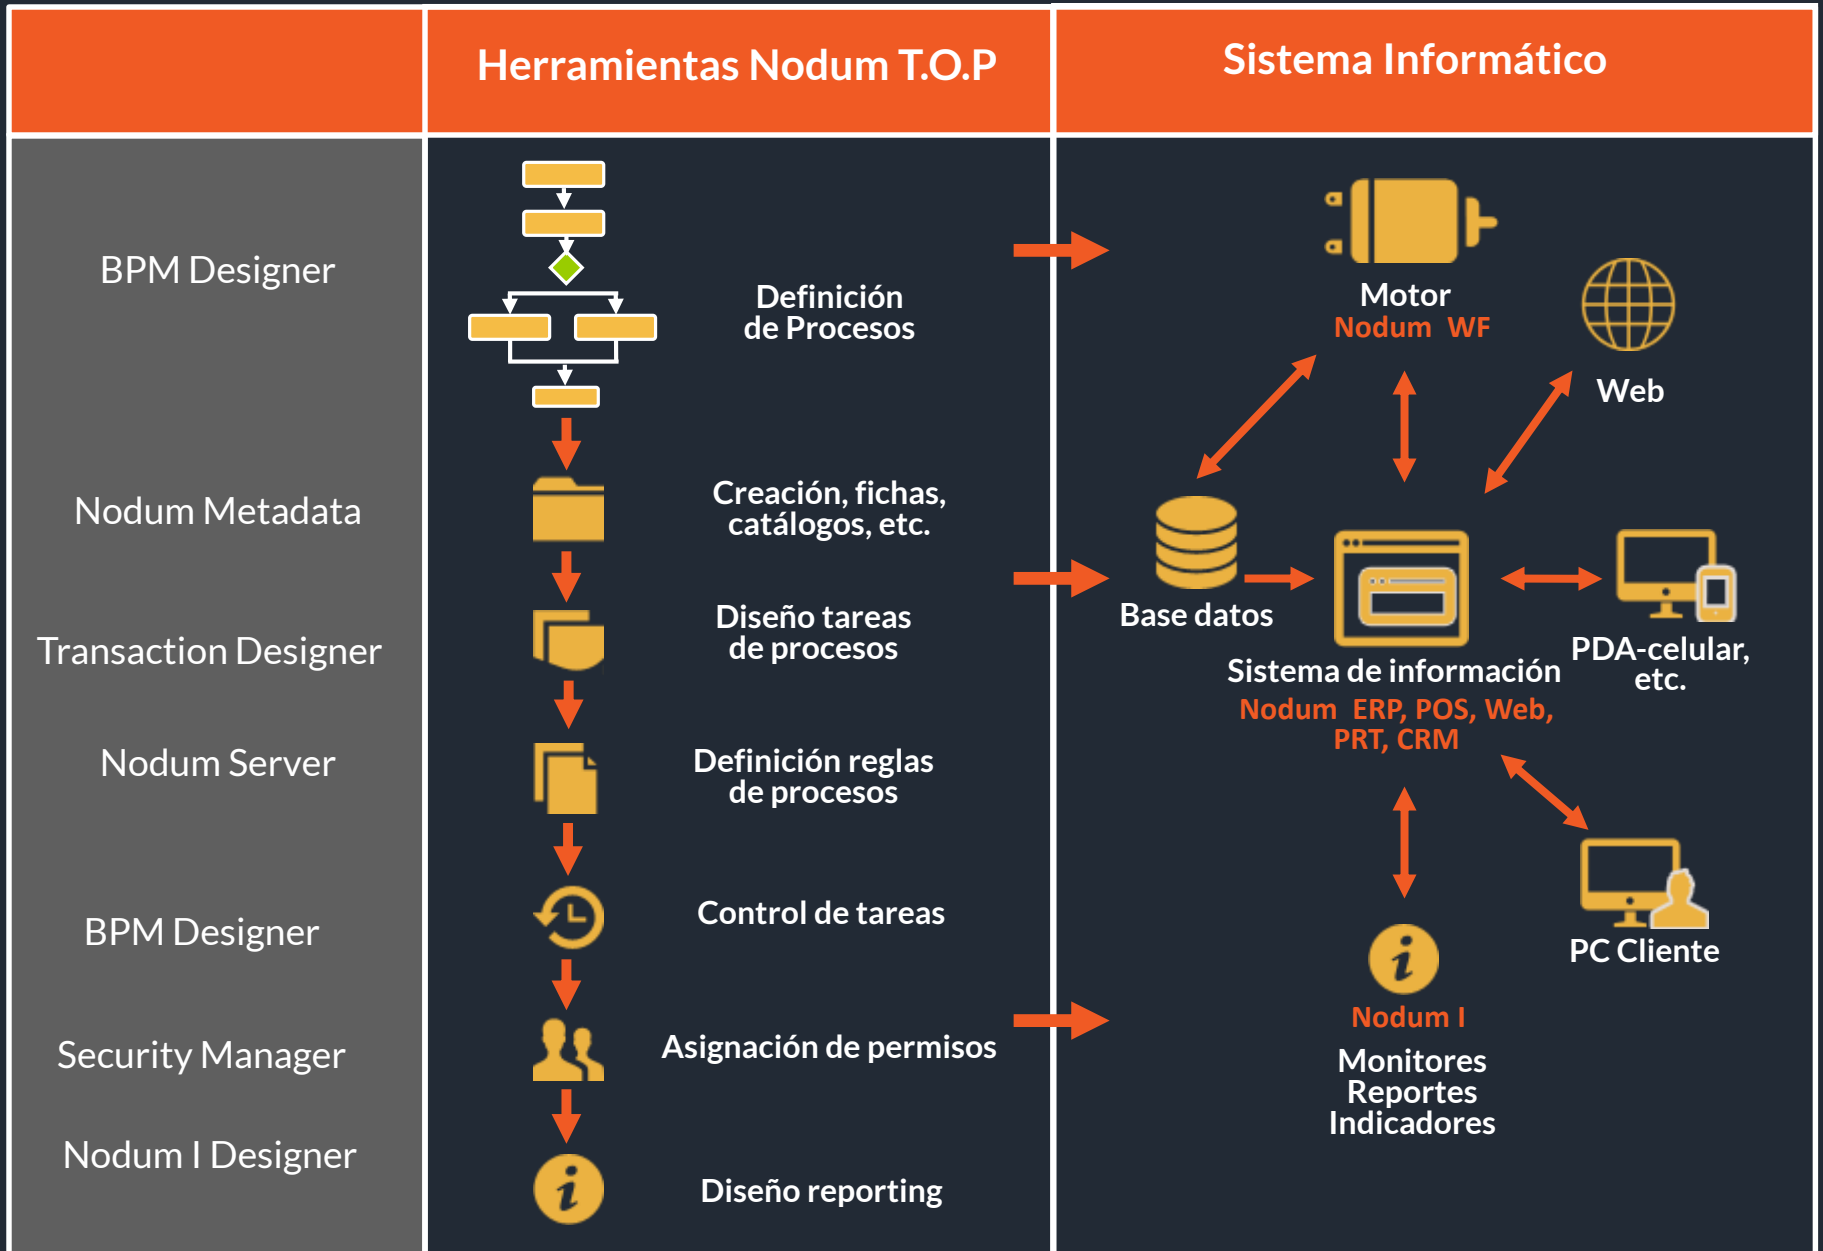 Herramientas Nodum T.O.P
Sistema Informático
BPM Designer
Nodum Metadata
Transaction Designer
Nodum Server
BPM Designer
Security Manager
Nodum I Designer
Definición
de Procesos
Creación, fichas,
catálogos, etc.
Diseño tareas
de procesos
Definición reglas
de procesos
Control de tareas
Asignación de permisos
Diseño reporting
Motor
Nodum WF
Web
Base datos
Sistema de información
Nodum ERP, POS, Web,
PRT, CRM
PDA-celular,
etc.
PC Cliente
Nodum I
Monitores
Reportes
Indicadores